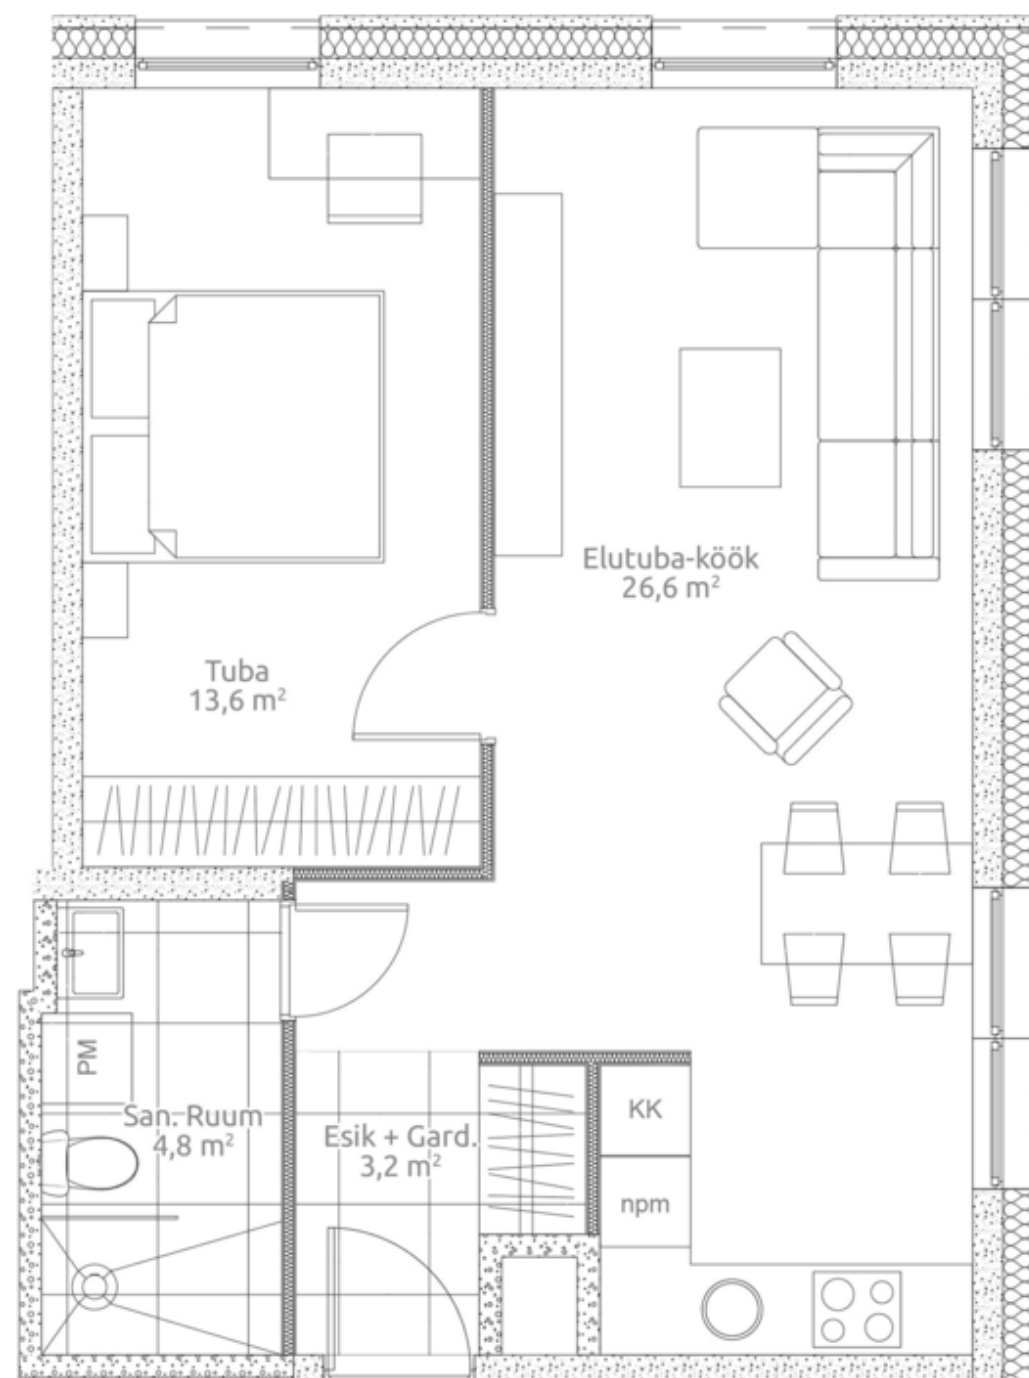 Elutuba-köök
26,6 m²
Tuba
13,6 m²
PM
San. Ruum
4,8 m²
Esik + Gard.
3,2 m²
KK
npm